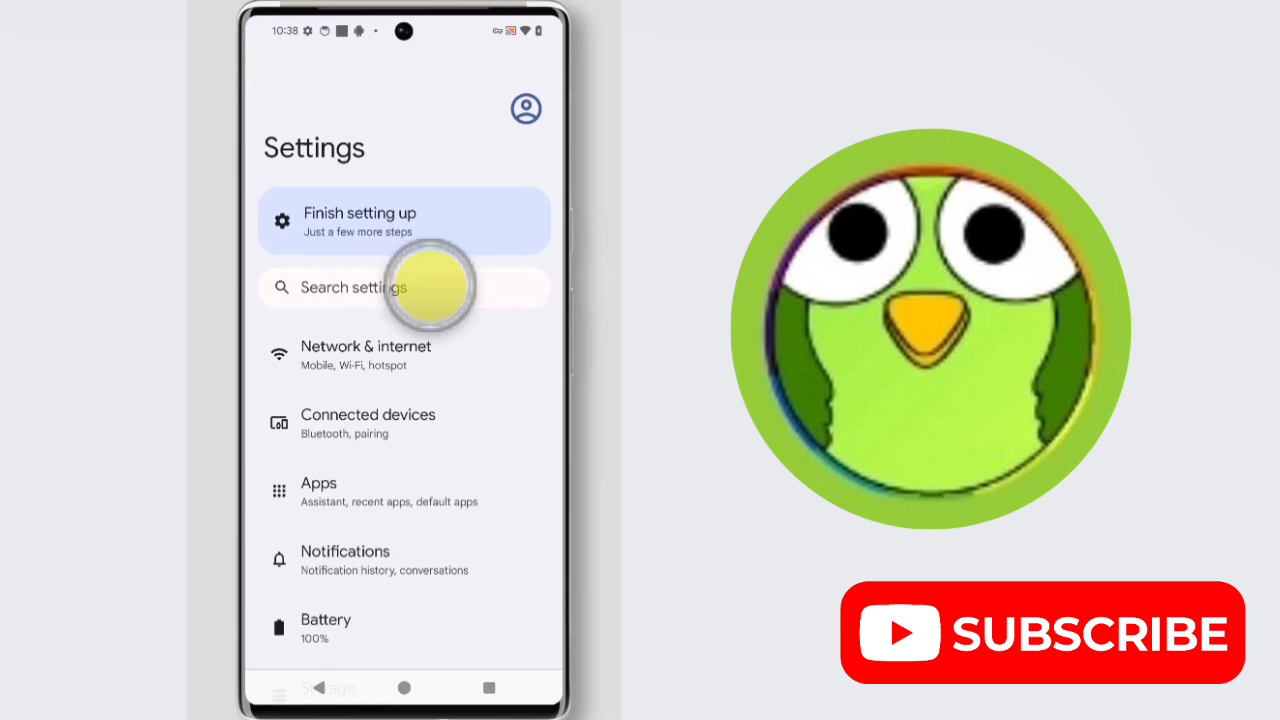 10:38
Settings
Finish setting up
Just a few more steps
Search settings
Network & internet
Mobile, Wi-Fi, hotspot
Connected devices
Bluetooth, pairing
Apps
Assistant, recent apps, default apps
Notifications
Notification history, conversations
Battery
100%
Storage
SUBSCRIBE